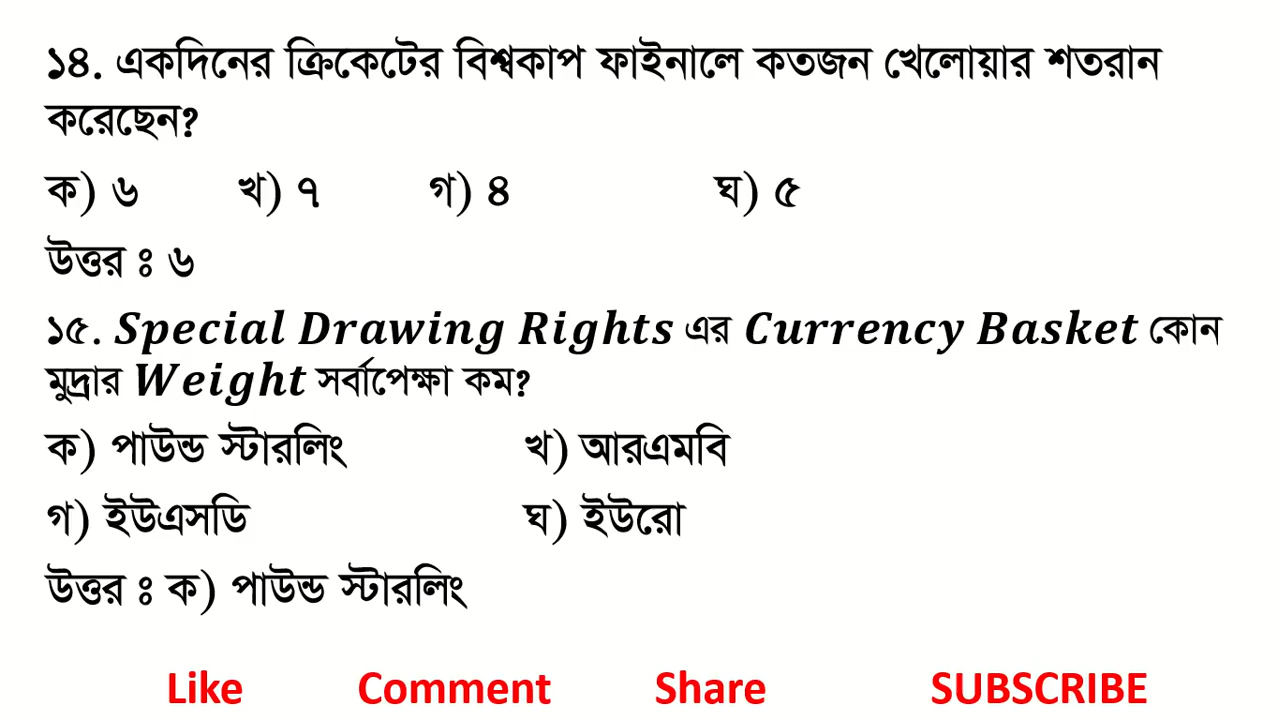 ১৪. একদিনের ক্রিকেটের বিশ্বকাপ ফাইনালে কতজন খেলোয়ার শতরান
করেছেন?
ক) ৬ খ) ৭ গ) ৪ ঘ) ৫
উত্তর ঃ ৬
১৫. Special Drawing Rights এর Currency Basket কোন
মুদ্রার Weight সর্বাপেক্ষা কম?
ক) পাউন্ড স্টারলিং খ) আরএমবি
গ) ইউএসডি ঘ) ইউরো
উত্তর ঃ ক) পাউন্ড স্টারলিং
Like Comment Share SUBSCRIBE